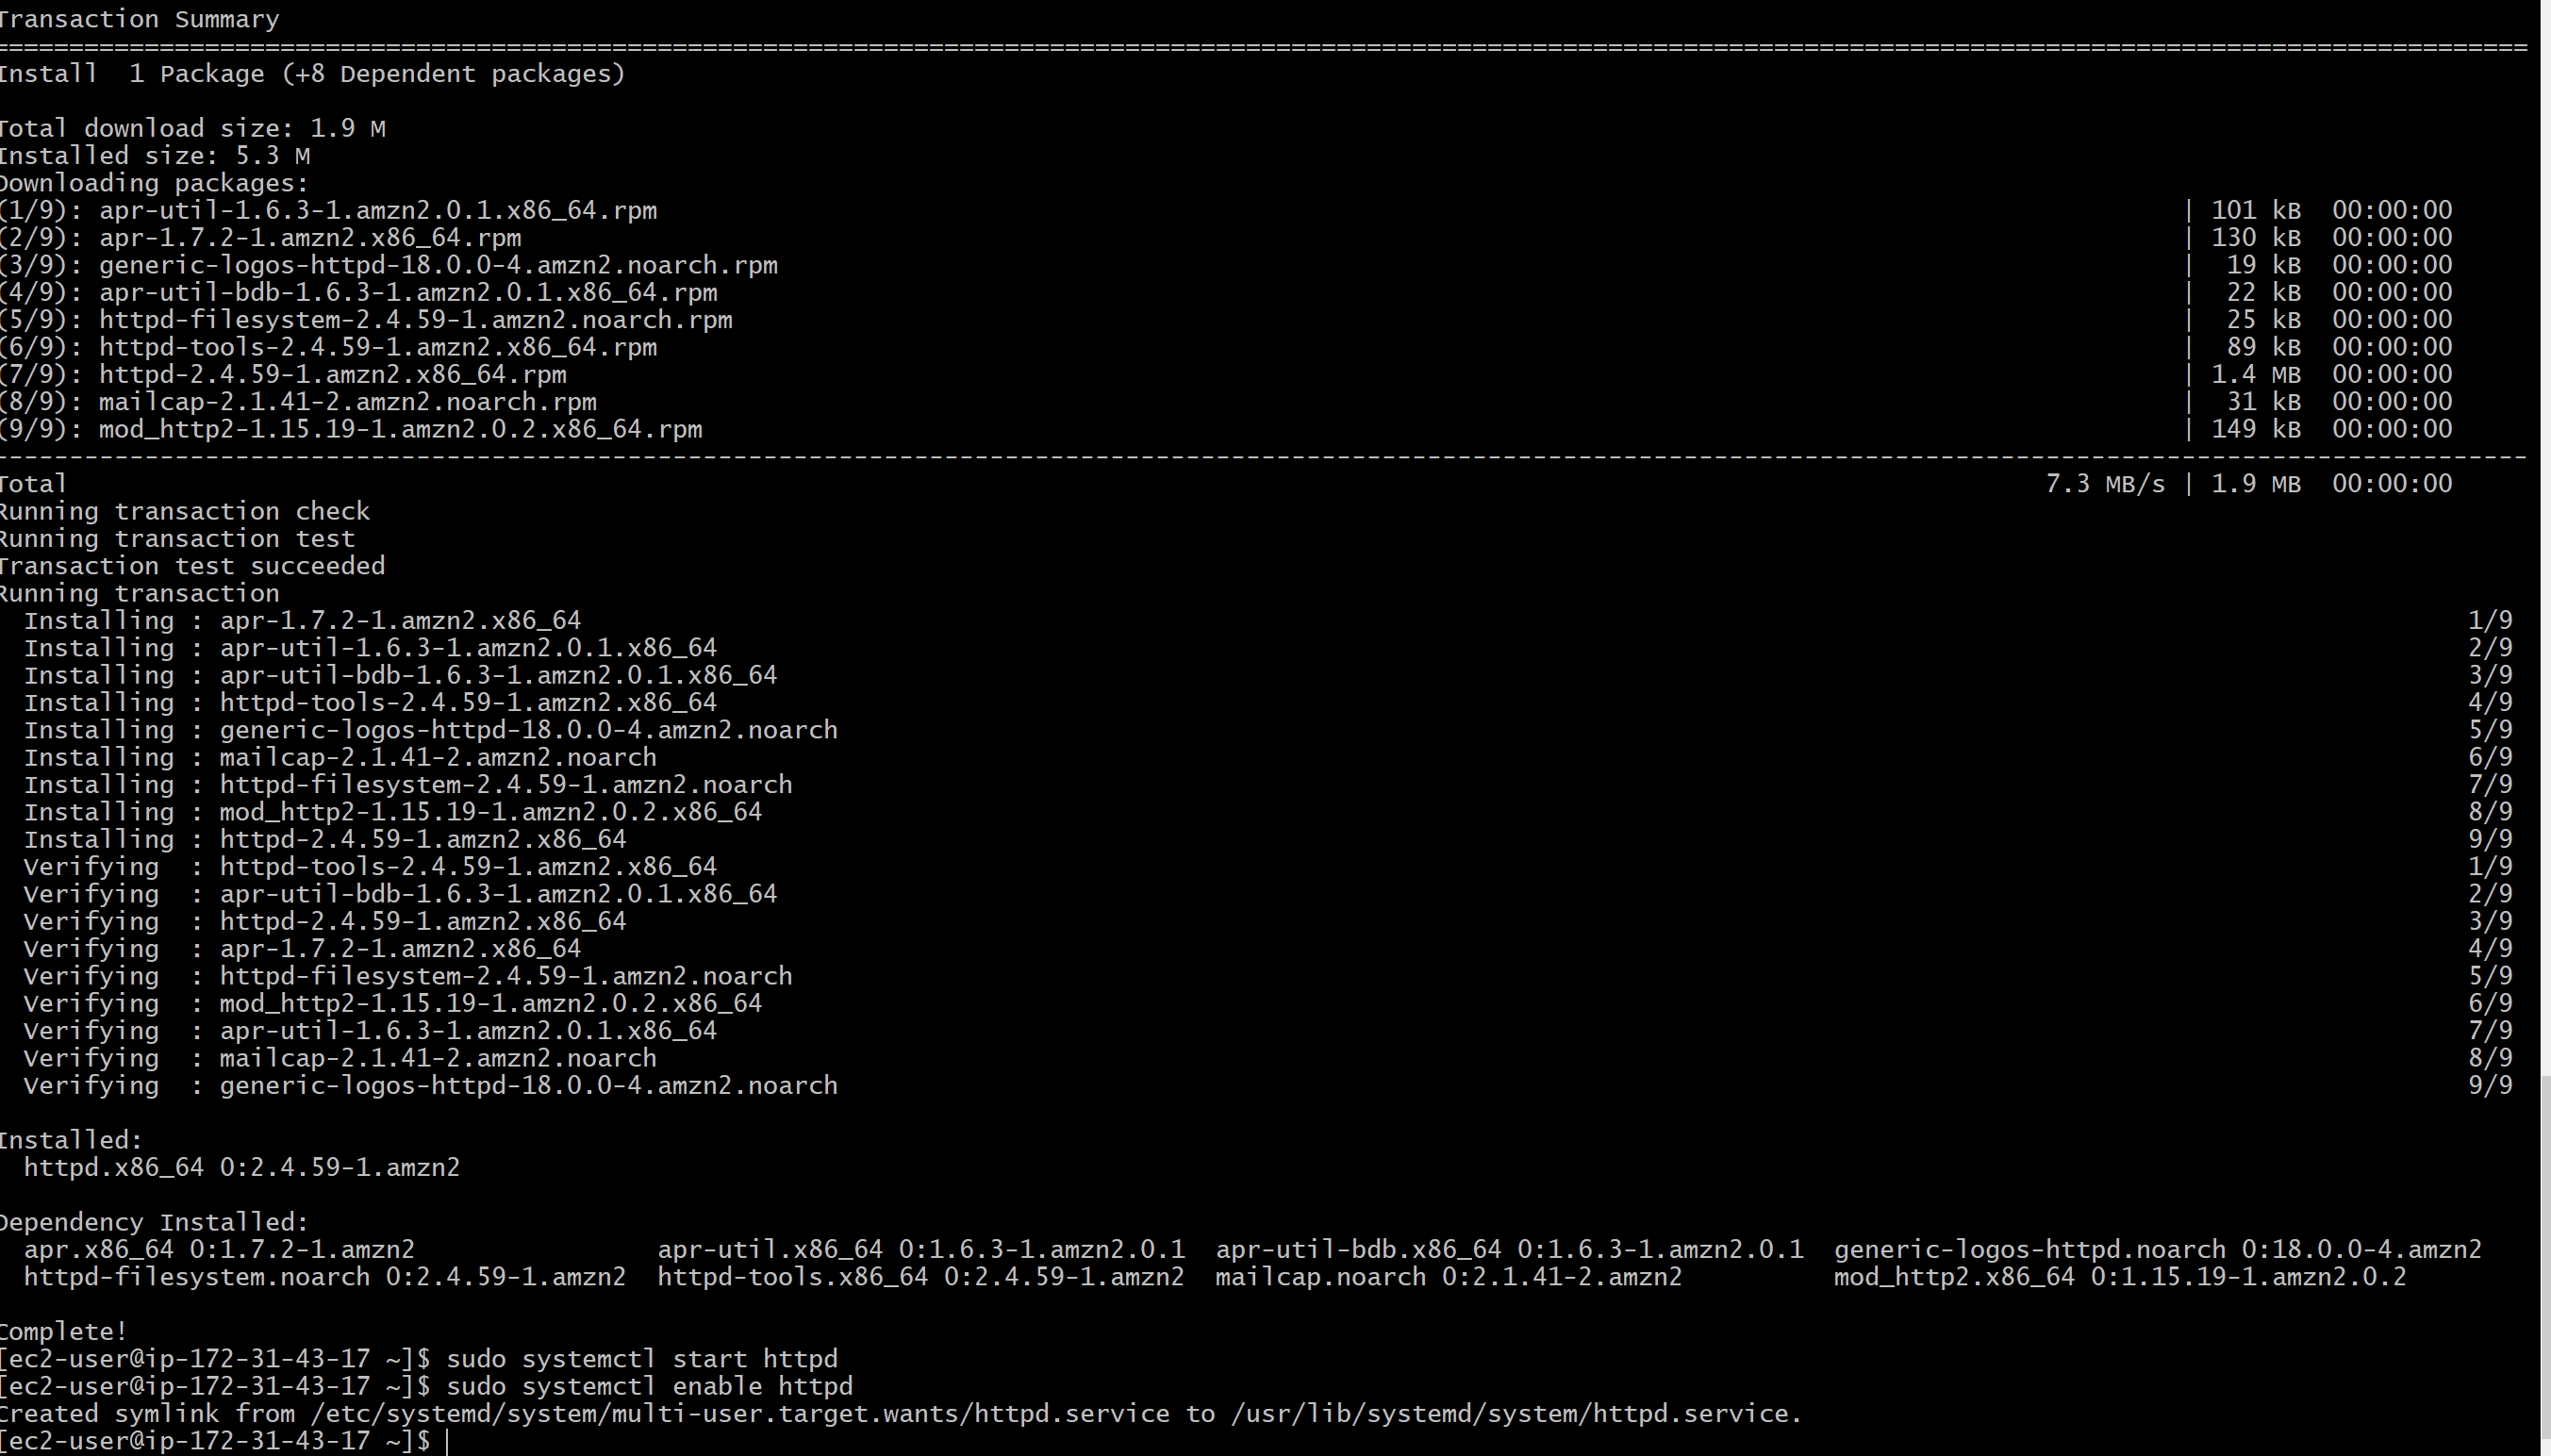 Transaction Summary
================================================================================================================================================================================
Install  1 Package (+8 Dependent packages)
Total download size: 1.9 M
Installed size: 5.3 M
Downloading packages:
(1/9): apr-util-1.6.3-1.amzn2.0.1.x86_64.rpm | 101 kB  00:00:00
(2/9): apr-1.7.2-1.amzn2.x86_64.rpm | 130 kB  00:00:00
(3/9): generic-logos-httpd-18.0.0-4.amzn2.noarch.rpm |  19 kB  00:00:00
(4/9): apr-util-bdb-1.6.3-1.amzn2.0.1.x86_64.rpm |  22 kB  00:00:00
(5/9): httpd-filesystem-2.4.59-1.amzn2.noarch.rpm |  25 kB  00:00:00
(6/9): httpd-tools-2.4.59-1.amzn2.x86_64.rpm |  89 kB  00:00:00
(7/9): httpd-2.4.59-1.amzn2.x86_64.rpm | 1.4 MB  00:00:00
(8/9): mailcap-2.1.41-2.amzn2.noarch.rpm |  31 kB  00:00:00
(9/9): mod_http2-1.15.19-1.amzn2.0.2.x86_64.rpm | 149 kB  00:00:00
--------------------------------------------------------------------------------------------------------------------------------------------------------------------------------
Total 7.3 MB/s | 1.9 MB  00:00:00
Running transaction check
Running transaction test
Transaction test succeeded
Running transaction
  Installing : apr-1.7.2-1.amzn2.x86_64 1/9
  Installing : apr-util-1.6.3-1.amzn2.0.1.x86_64 2/9
  Installing : apr-util-bdb-1.6.3-1.amzn2.0.1.x86_64 3/9
  Installing : httpd-tools-2.4.59-1.amzn2.x86_64 4/9
  Installing : generic-logos-httpd-18.0.0-4.amzn2.noarch 5/9
  Installing : mailcap-2.1.41-2.amzn2.noarch 6/9
  Installing : httpd-filesystem-2.4.59-1.amzn2.noarch 7/9
  Installing : mod_http2-1.15.19-1.amzn2.0.2.x86_64 8/9
  Installing : httpd-2.4.59-1.amzn2.x86_64 9/9
  Verifying  : httpd-tools-2.4.59-1.amzn2.x86_64 1/9
  Verifying  : apr-util-bdb-1.6.3-1.amzn2.0.1.x86_64 2/9
  Verifying  : httpd-2.4.59-1.amzn2.x86_64 3/9
  Verifying  : apr-1.7.2-1.amzn2.x86_64 4/9
  Verifying  : httpd-filesystem-2.4.59-1.amzn2.noarch 5/9
  Verifying  : mod_http2-1.15.19-1.amzn2.0.2.x86_64 6/9
  Verifying  : apr-util-1.6.3-1.amzn2.0.1.x86_64 7/9
  Verifying  : mailcap-2.1.41-2.amzn2.noarch 8/9
  Verifying  : generic-logos-httpd-18.0.0-4.amzn2.noarch 9/9
Installed:
  httpd.x86_64 0:2.4.59-1.amzn2
Dependency Installed:
  apr.x86_64 0:1.7.2-1.amzn2  apr-util.x86_64 0:1.6.3-1.amzn2.0.1  apr-util-bdb.x86_64 0:1.6.3-1.amzn2.0.1  generic-logos-httpd.noarch 0:18.0.0-4.amzn2
  httpd-filesystem.noarch 0:2.4.59-1.amzn2  httpd-tools.x86_64 0:2.4.59-1.amzn2  mailcap.noarch 0:2.1.41-2.amzn2  mod_http2.x86_64 0:1.15.19-1.amzn2.0.2
Complete!
[ec2-user@ip-172-31-43-17 ~]$ sudo systemctl start httpd
[ec2-user@ip-172-31-43-17 ~]$ sudo systemctl enable httpd
Created symlink from /etc/systemd/system/multi-user.target.wants/httpd.service to /usr/lib/systemd/system/httpd.service.
[ec2-user@ip-172-31-43-17 ~]$